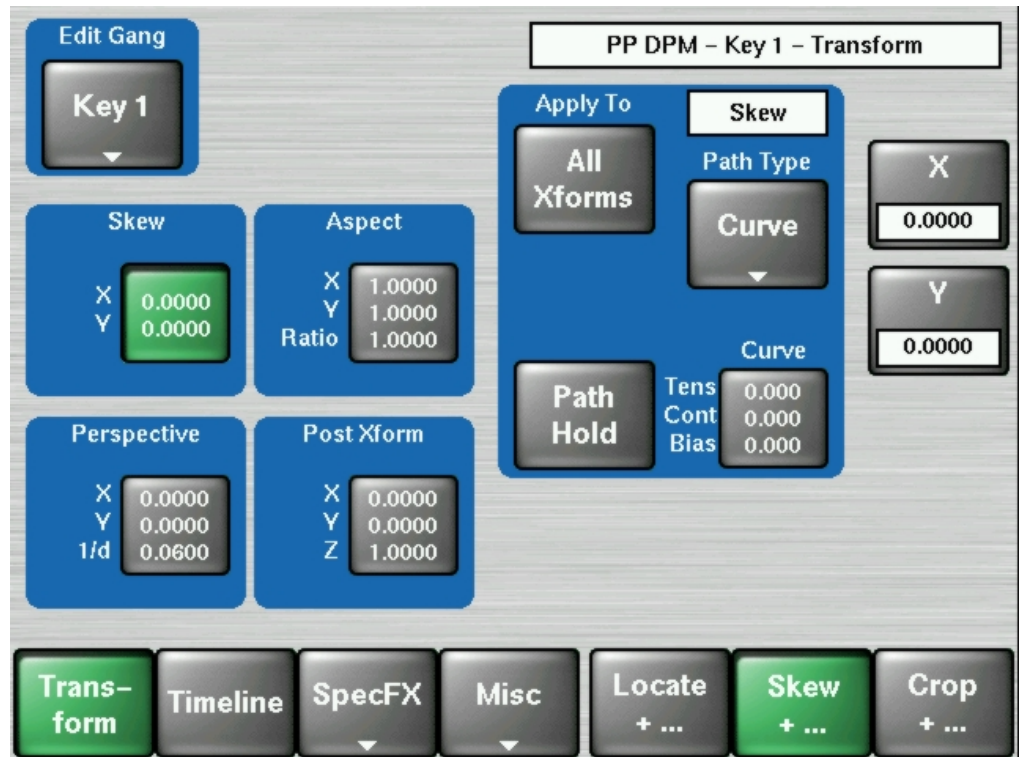 Edit Gang
Key 1
PP DPM – Key 1 – Transform
Apply To
Skew
All
Xforms
Path Type
Curve
X
0.0000
Y
0.0000
Skew
X 0.0000
Y 0.0000
Aspect
X 1.0000
Y 1.0000
Ratio 1.0000
Path
Hold
Curve
Tens 0.000
Cont 0.000
Bias 0.000
Perspective
X 0.0000
Y 0.0000
1/d 0.0600
Post Xform
X 0.0000
Y 0.0000
Z 1.0000
Trans–
form
Timeline
SpecFX
Misc
Locate
+ ...
Skew
+ ...
Crop
+ ...